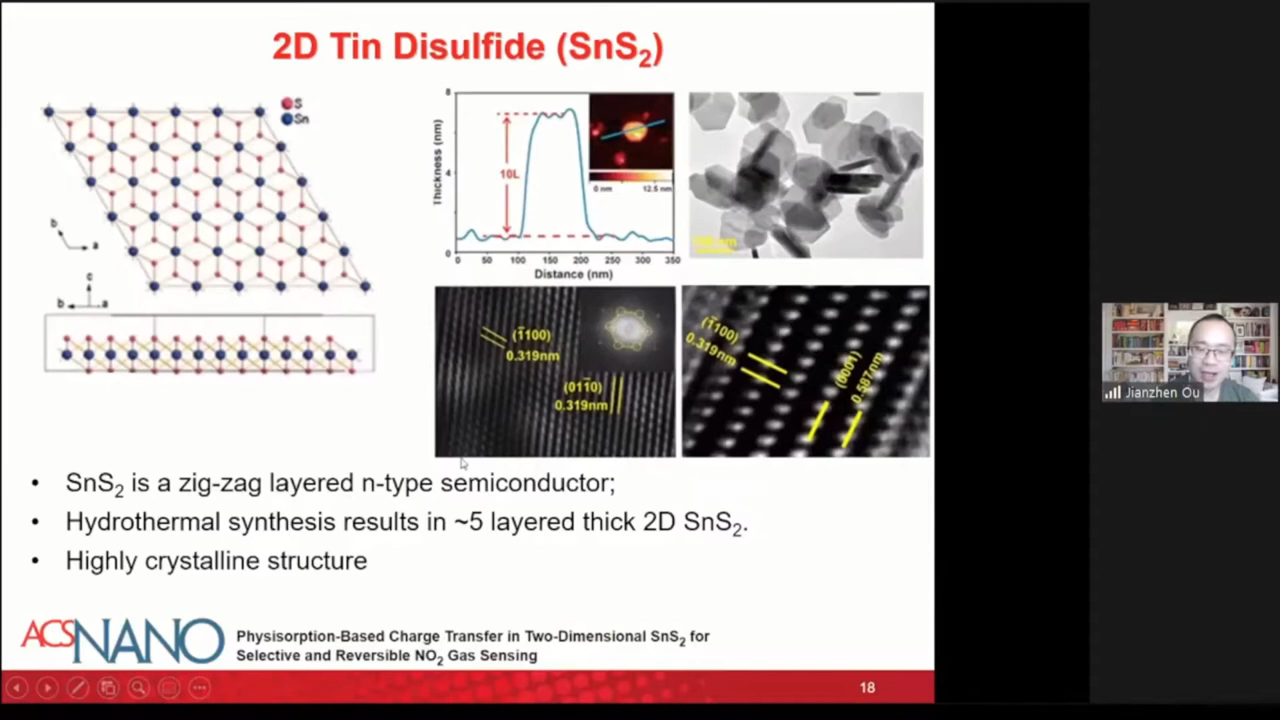 2D Tin Disulfide (SnS₂)
S
Sn
b
a
c
b
a
Thickness (nm)
8
4
0
10L
0 nm 12.5 nm
0 50 100 150 200 250 300 350
Distance (nm)
(1̅100)
0.319nm
(011̅0)
0.319nm
(1̅100)
0.319nm
(0001)
0.587nm
• SnS₂ is a zig-zag layered n-type semiconductor;
• Hydrothermal synthesis results in ~5 layered thick 2D SnS₂.
• Highly crystalline structure
ACSNANO
Physisorption-Based Charge Transfer in Two-Dimensional SnS₂ for
Selective and Reversible NO₂ Gas Sensing
18
Jianzhen Ou